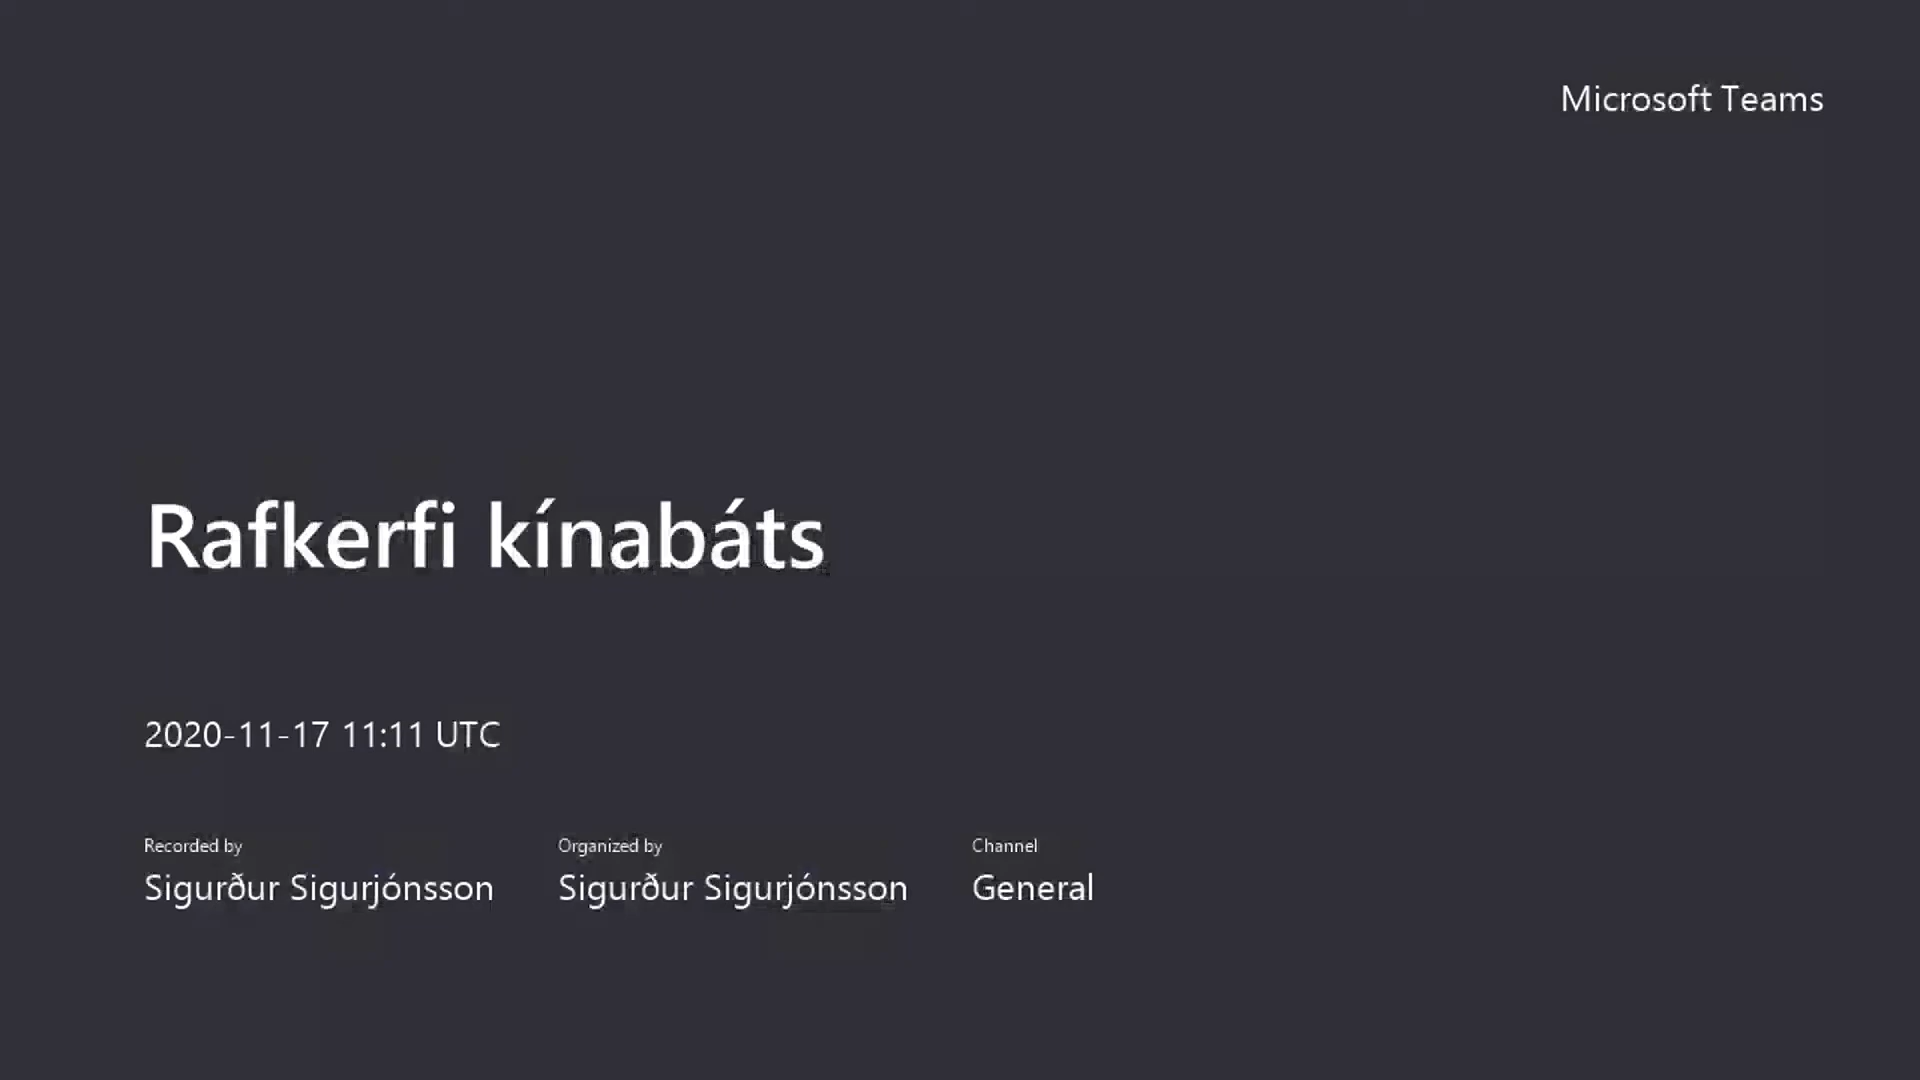 Microsoft Teams
Rafkerfi kínabáts
2020-11-17 11:11 UTC
Recorded by
Sigurður Sigurjónsson
Organized by
Sigurður Sigurjónsson
Channel
General